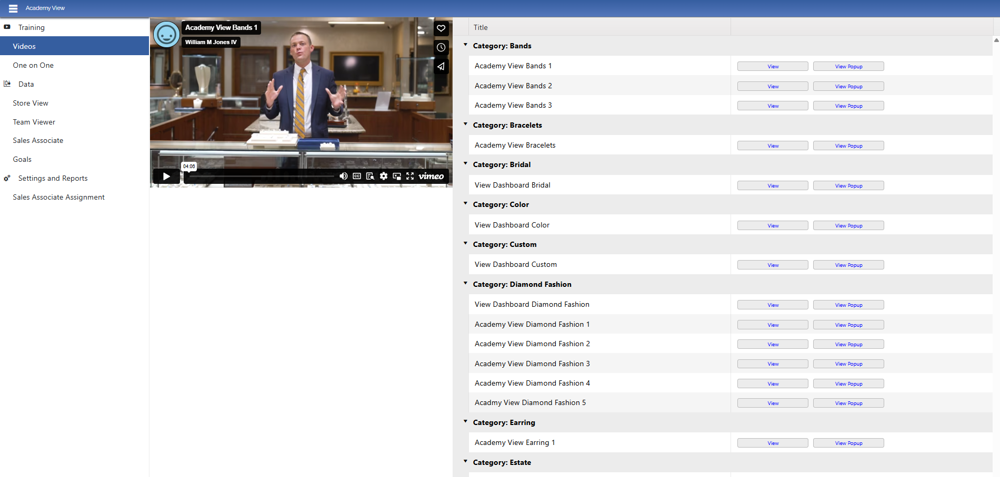 Academy View
Training
Videos
One on One
Data
Store View
Team Viewer
Sales Associate
Goals
Settings and Reports
Sales Associate Assignment
Academy View Bands 1
William M Jones IV
04:06
CC
vimeo
Title
Category: Bands
Academy View Bands 1 View View Popup
Academy View Bands 2 View View Popup
Academy View Bands 3 View View Popup
Category: Bracelets
Academy View Bracelets View View Popup
Category: Bridal
View Dashboard Bridal View View Popup
Category: Color
View Dashboard Color View View Popup
Category: Custom
View Dashboard Custom View View Popup
Category: Diamond Fashion
View Dashboard Diamond Fashion View View Popup
Academy View Diamond Fashion 1 View View Popup
Academy View Diamond Fashion 2 View View Popup
Academy View Diamond Fashion 3 View View Popup
Academy View Diamond Fashion 4 View View Popup
Acadmy View Diamond Fashion 5 View View Popup
Category: Earring
Academy View Earring 1 View View Popup
Category: Estate